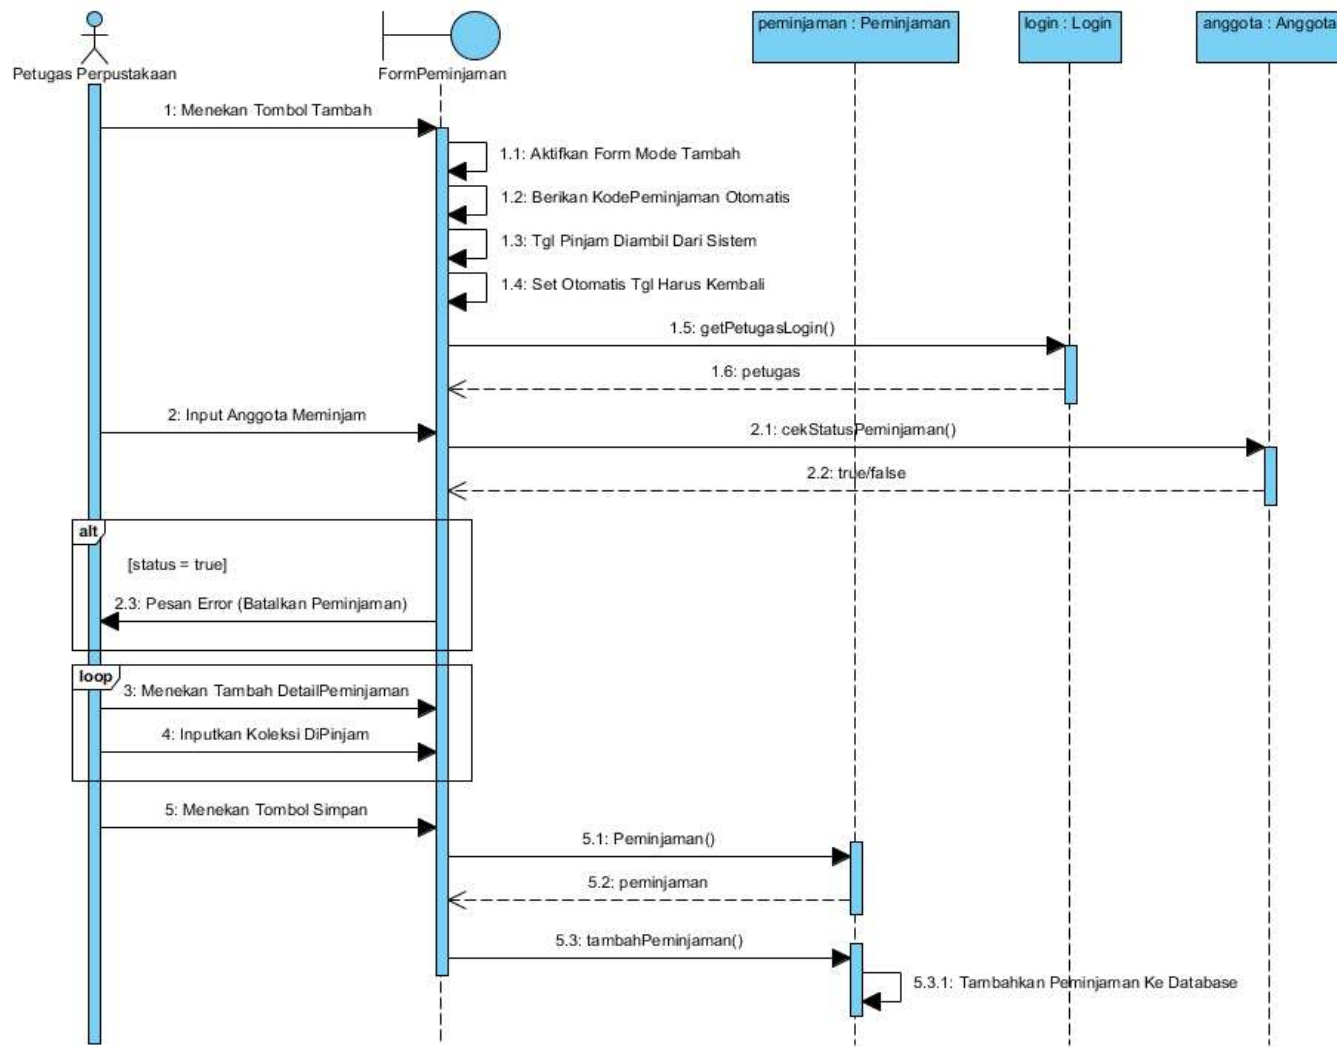 peminjaman : Peminjaman
login : Login
anggota : Anggota
Petugas Perpustakaan
FormPeminjaman
1: Menekan Tombol Tambah
1.1: Aktifkan Form Mode Tambah
1.2: Berikan KodePeminjaman Otomatis
1.3: Tgl Pinjam Diambil Dari Sistem
1.4: Set Otomatis Tgl Harus Kembali
1.5: getPetugasLogin()
1.6: petugas
2: Input Anggota Meminjam
2.1: cekStatusPeminjaman()
2.2: true/false
alt
[status = true]
2.3: Pesan Error (Batalkan Peminjaman)
loop
3: Menekan Tambah DetailPeminjaman
4: Inputkan Koleksi DiPinjam
5: Menekan Tombol Simpan
5.1: Peminjaman()
5.2: peminjaman
5.3: tambahPeminjaman()
5.3.1: Tambahkan Peminjaman Ke Database